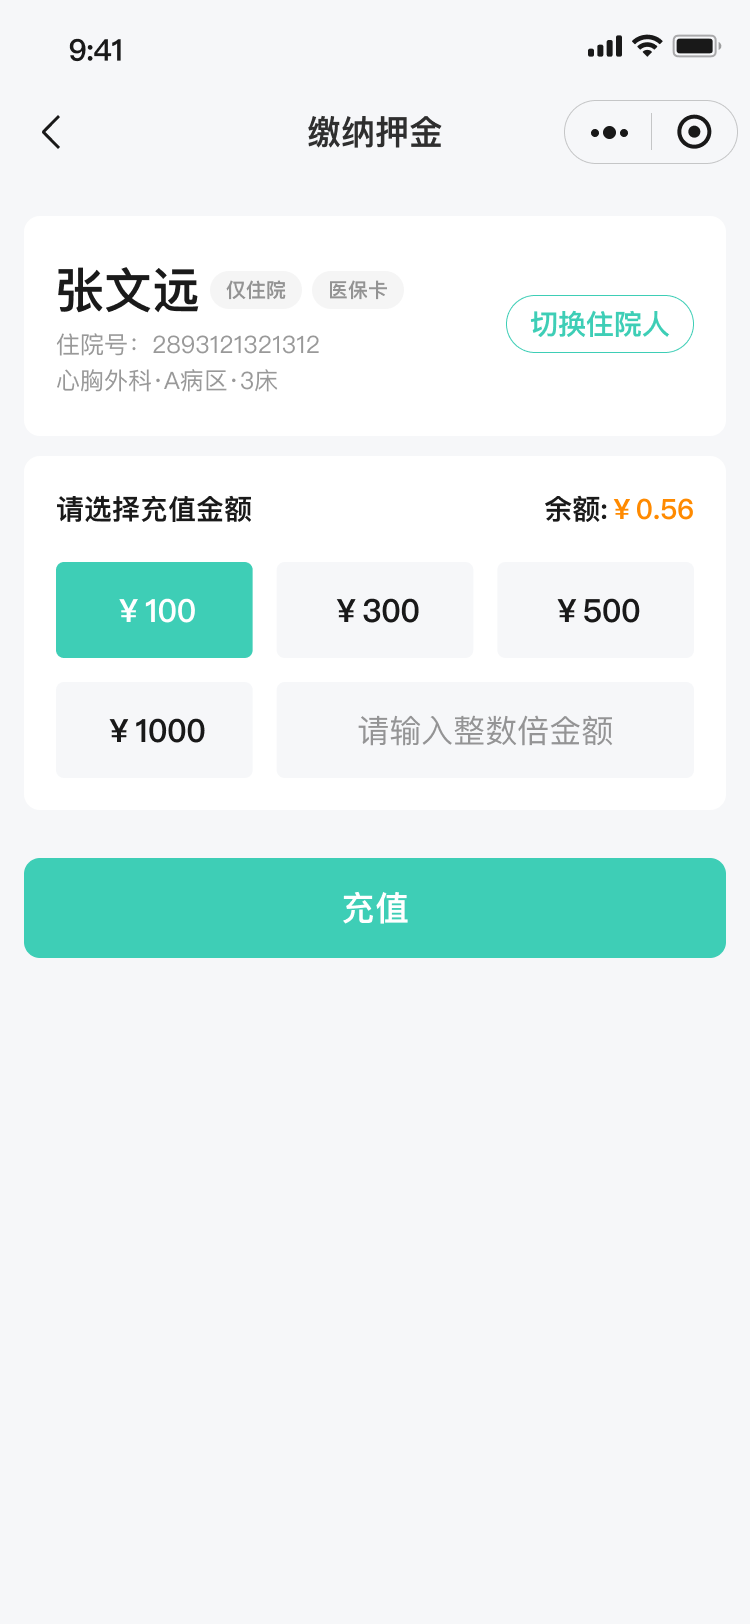 9:41
缴纳押金
张文远 仅住院 医保卡
住院号：2893121321312
心胸外科·A病区·3床
切换住院人
请选择充值金额 余额: ¥ 0.56
¥ 100 ¥ 300 ¥ 500
¥ 1000 请输入整数倍金额
充值